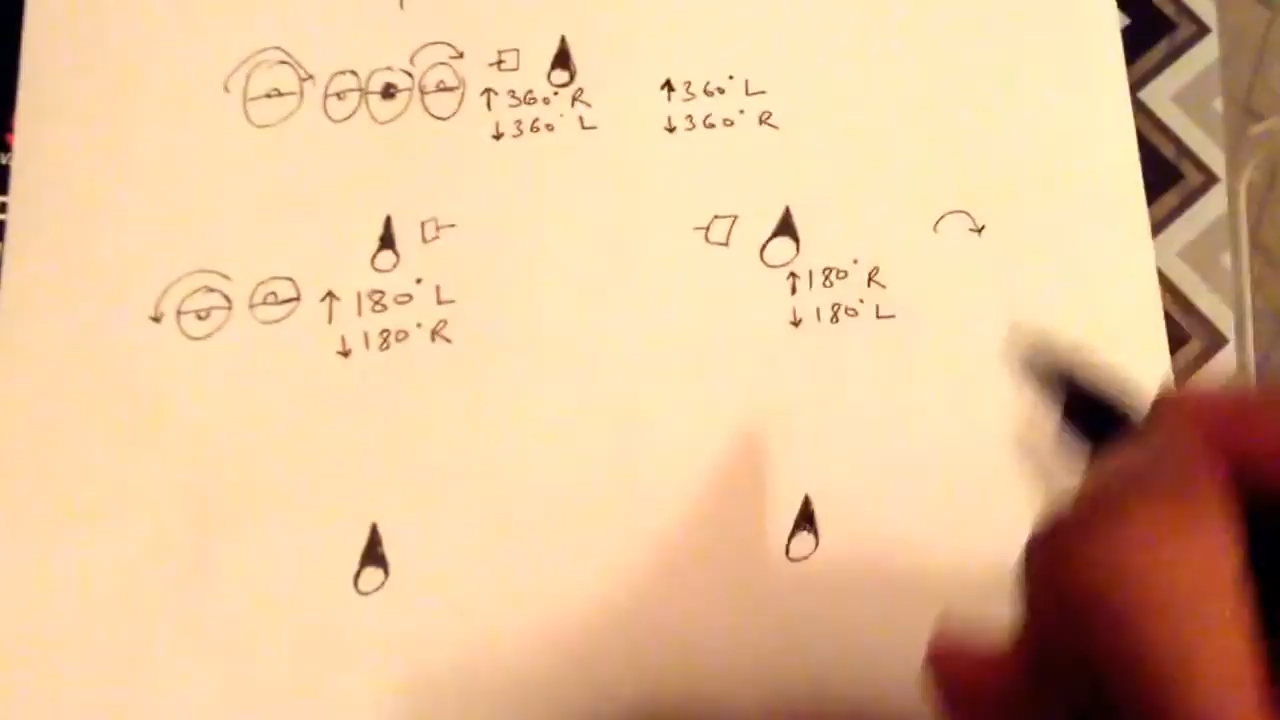 ↑360° R ↑360° L
↓360° L ↓360° R
↑180° L ↑180° R
↓180° R ↓180° L